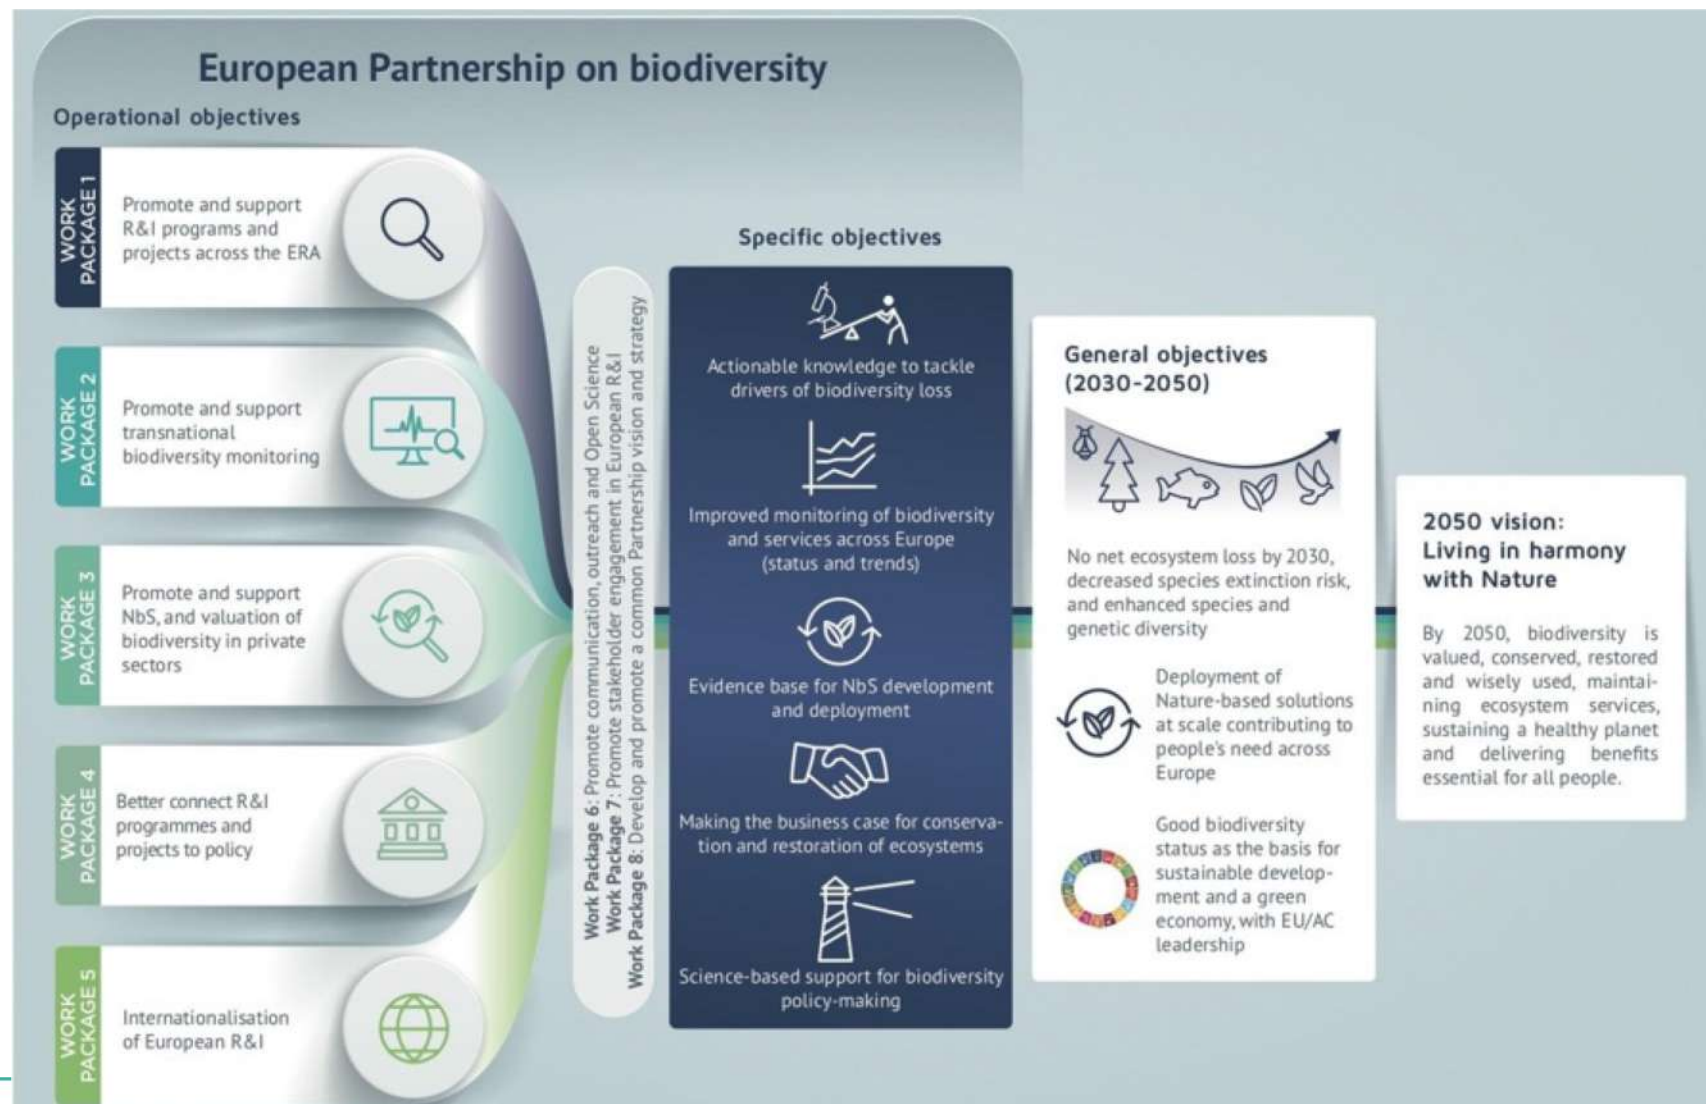 European Partnership on biodiversity
Operational objectives
WORK
PACKAGE 1
Promote and support
R&I programs and
projects across the ERA
WORK
PACKAGE 2
Promote and support
transnational
biodiversity monitoring
WORK
PACKAGE 3
Promote and support
NbS, and valuation of
biodiversity in private
sectors
WORK
PACKAGE 4
Better connect R&I
programmes and
projects to policy
WORK
PACKAGE 5
Internationalisation
of European R&I
Work Package 6: Promote communication, outreach and Open Science
Work Package 7: Promote stakeholder engagement in European R&I
Work Package 8: Develop and promote a common Partnership vision and strategy
Specific objectives
Actionable knowledge to tackle
drivers of biodiversity loss
Improved monitoring of biodiversity
and services across Europe
(status and trends)
Evidence base for NbS development
and deployment
Making the business case for conserva-
tion and restoration of ecosystems
Science-based support for biodiversity
policy-making
General objectives
(2030-2050)
No net ecosystem loss by 2030,
decreased species extinction risk,
and enhanced species and
genetic diversity
Deployment of
Nature-based solutions
at scale contributing to
people's need across
Europe
Good biodiversity
status as the basis for
sustainable develop-
ment and a green
economy, with EU/AC
leadership
2050 vision:
Living in harmony
with Nature
By 2050, biodiversity is
valued, conserved, restored
and wisely used, maintai-
ning ecosystem services,
sustaining a healthy planet
and delivering benefits
essential for all people.